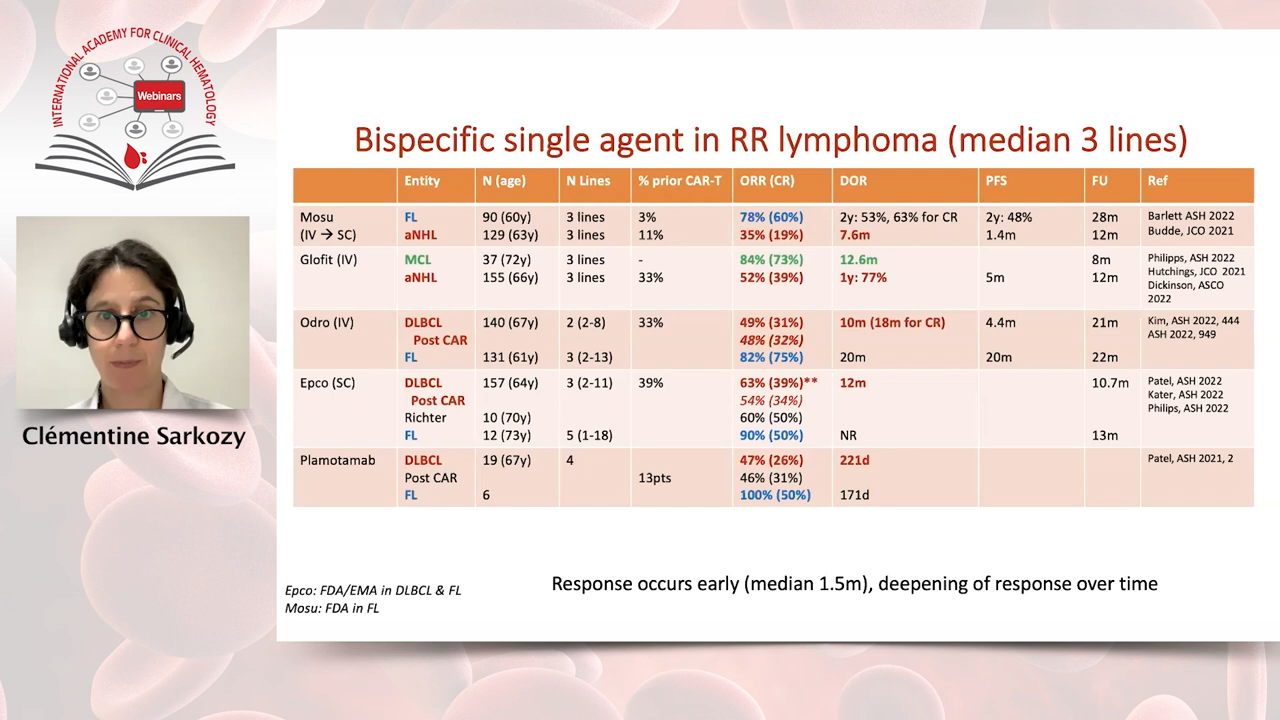 INTERNATIONAL ACADEMY FOR CLINICAL HEMATOLOGY
Webinars
Clémentine Sarkozy
Bispecific single agent in RR lymphoma (median 3 lines)
Entity N (age) N Lines % prior CAR-T ORR (CR) DOR PFS FU Ref
Mosu FL 90 (60y) 3 lines 3% 78% (60%) 2y: 53%, 63% for CR 2y: 48% 28m Barlett ASH 2022
(IV → SC) aNHL 129 (63y) 3 lines 11% 35% (19%) 7.6m 1.4m 12m Budde, JCO 2021
Glofit (IV) MCL 37 (72y) 3 lines - 84% (73%) 12.6m 8m Philipps, ASH 2022
aNHL 155 (66y) 3 lines 33% 52% (39%) 1y: 77% 5m 12m Hutchings, JCO 2021
Dickinson, ASCO
2022
Odro (IV) DLBCL 140 (67y) 2 (2-8) 33% 49% (31%) 10m (18m for CR) 4.4m 21m Kim, ASH 2022, 444
Post CAR 48% (32%) ASH 2022, 949
FL 131 (61y) 3 (2-13) 82% (75%) 20m 20m 22m
Epco (SC) DLBCL 157 (64y) 3 (2-11) 39% 63% (39%)** 12m 10.7m Patel, ASH 2022
Post CAR 54% (34%) Kater, ASH 2022
Richter 10 (70y) 60% (50%) Philips, ASH 2022
FL 12 (73y) 5 (1-18) 90% (50%) NR 13m
Plamotamab DLBCL 19 (67y) 4 47% (26%) 221d Patel, ASH 2021, 2
Post CAR 13pts 46% (31%)
FL 6 100% (50%) 171d
Response occurs early (median 1.5m), deepening of response over time
Epco: FDA/EMA in DLBCL & FL
Mosu: FDA in FL